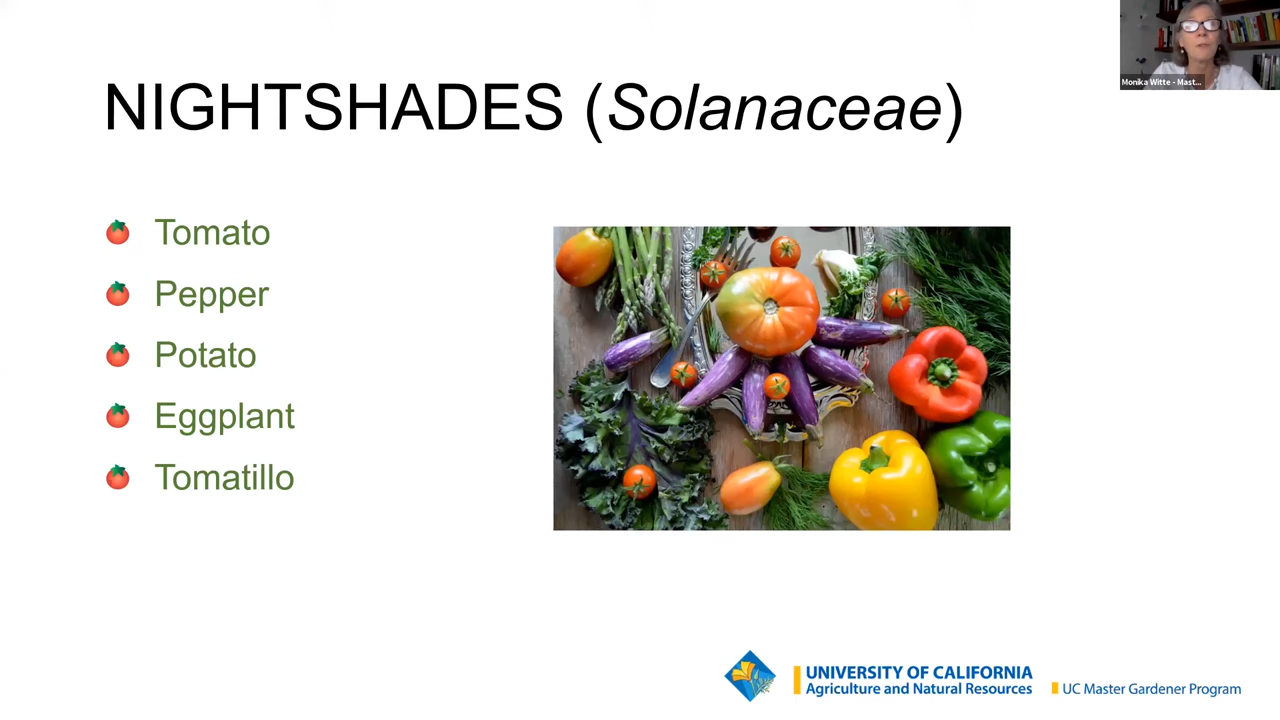 Monika Witte - Mast...
NIGHTSHADES (Solanaceae)
Tomato
Pepper
Potato
Eggplant
Tomatillo
UNIVERSITY OF CALIFORNIA
Agriculture and Natural Resources
UC Master Gardener Program